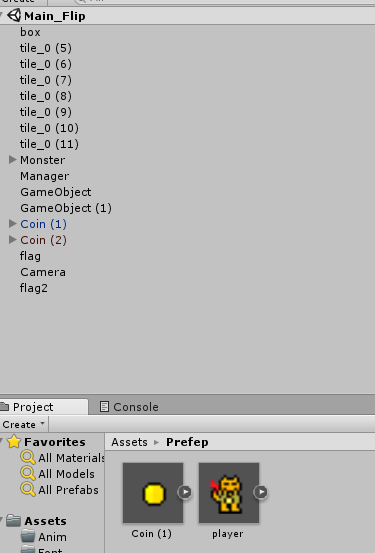 Main_Flip
box
tile_0 (5)
tile_0 (6)
tile_0 (7)
tile_0 (8)
tile_0 (9)
tile_0 (10)
tile_0 (11)
Monster
Manager
GameObject
GameObject (1)
Coin (1)
Coin (2)
flag
Camera
flag2
Project Console
Create
Favorites Assets Prefep
All Materials
All Models
All Prefabs
Coin (1) player
Assets
Anim